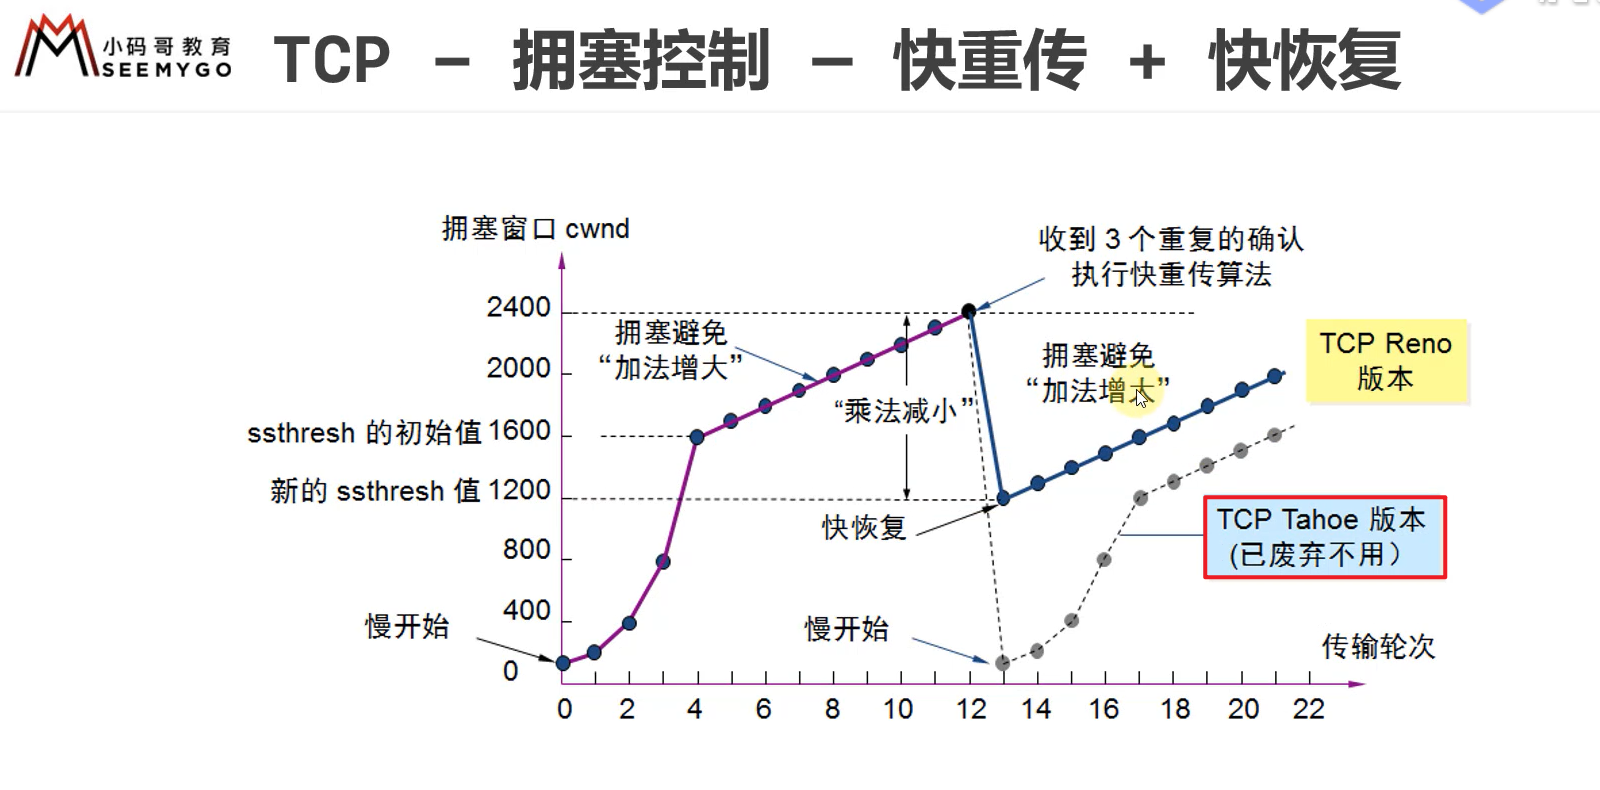 小码哥教育
SEEMYGO
TCP － 拥塞控制 － 快重传 + 快恢复
拥塞窗口 cwnd
收到 3 个重复的确认
执行快重传算法
2400
拥塞避免
“加法增大”
2000
拥塞避免
“加法增大”
TCP Reno
版本
“乘法减小”
ssthresh 的初始值 1600
新的 ssthresh 值 1200
快恢复
TCP Tahoe 版本
(已废弃不用）
800
400
慢开始
慢开始
传输轮次
0
0 2 4 6 8 10 12 14 16 18 20 22